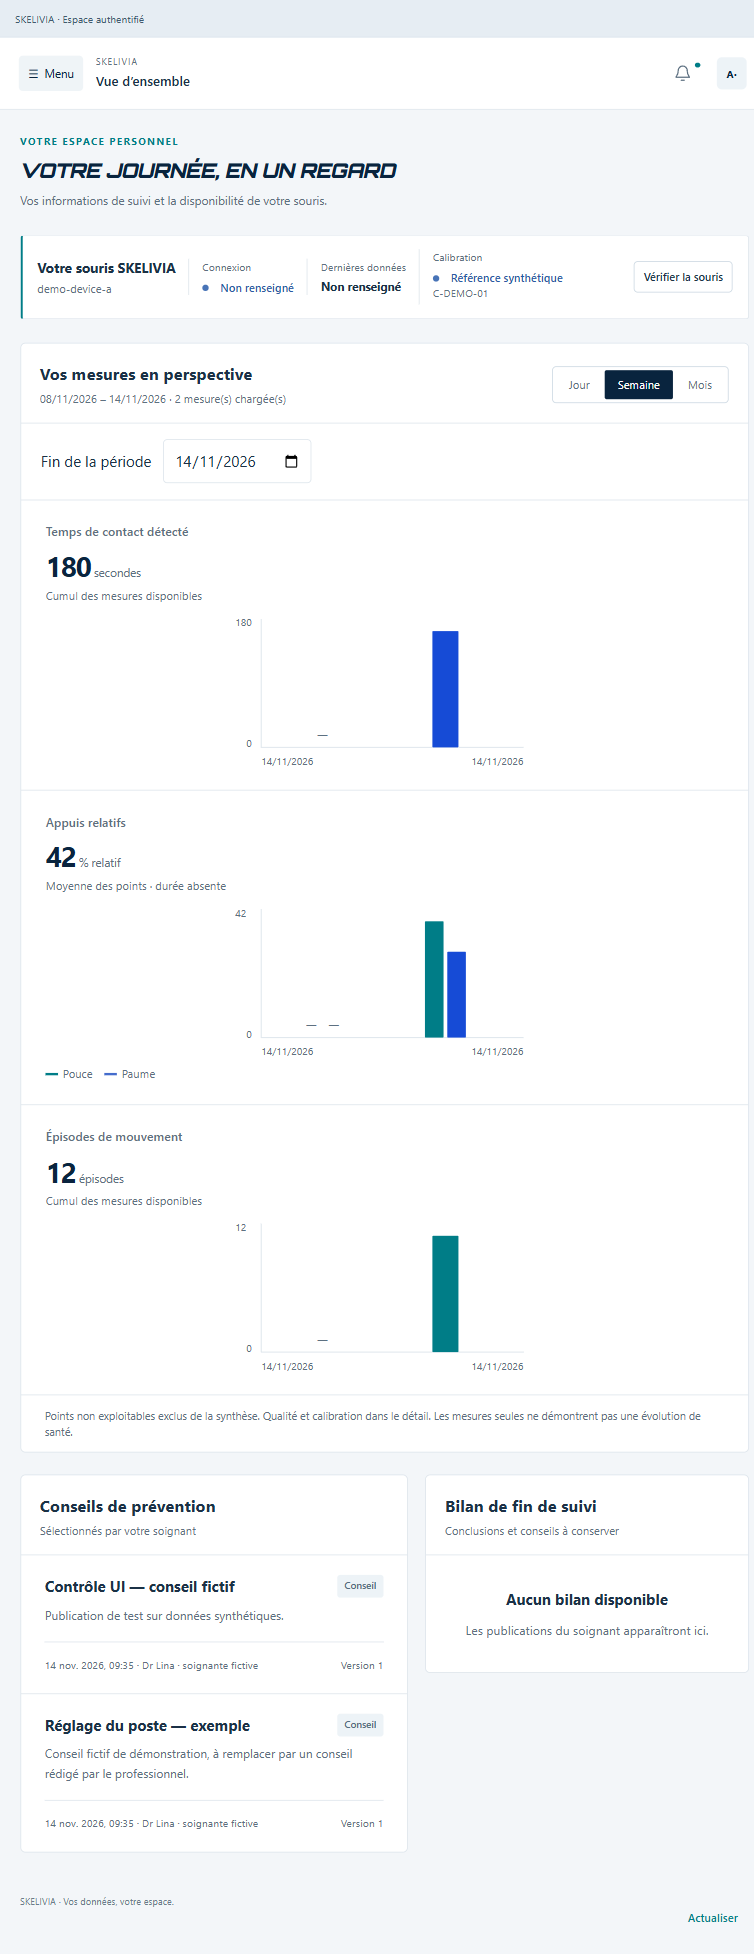 SKELIVIA · Espace authentifié
☰ Menu
SKELIVIA
Vue d’ensemble
A·
VOTRE ESPACE PERSONNEL
VOTRE JOURNÉE, EN UN REGARD
Vos informations de suivi et la disponibilité de votre souris.
Votre souris SKELIVIA
demo-device-a
Connexion
Non renseigné
Dernières données
Non renseigné
Calibration
Référence synthétique
C-DEMO-01
Vérifier la souris
Vos mesures en perspective
08/11/2026 – 14/11/2026 · 2 mesure(s) chargée(s)
Jour
Semaine
Mois
Fin de la période
14/11/2026
Temps de contact détecté
180 secondes
Cumul des mesures disponibles
180
—
0
14/11/2026
14/11/2026
Appuis relatifs
42 % relatif
Moyenne des points · durée absente
42
— —
0
14/11/2026
14/11/2026
Pouce
Paume
Épisodes de mouvement
12 épisodes
Cumul des mesures disponibles
12
—
0
14/11/2026
14/11/2026
Points non exploitables exclus de la synthèse. Qualité et calibration dans le détail. Les mesures seules ne démontrent pas une évolution de
santé.
Conseils de prévention
Sélectionnés par votre soignant
Contrôle UI — conseil fictif
Conseil
Publication de test sur données synthétiques.
14 nov. 2026, 09:35 · Dr Lina · soignante fictive
Version 1
Réglage du poste — exemple
Conseil
Conseil fictif de démonstration, à remplacer par un conseil
rédigé par le professionnel.
14 nov. 2026, 09:35 · Dr Lina · soignante fictive
Version 1
Bilan de fin de suivi
Conclusions et conseils à conserver
Aucun bilan disponible
Les publications du soignant apparaîtront ici.
SKELIVIA · Vos données, votre espace.
Actualiser